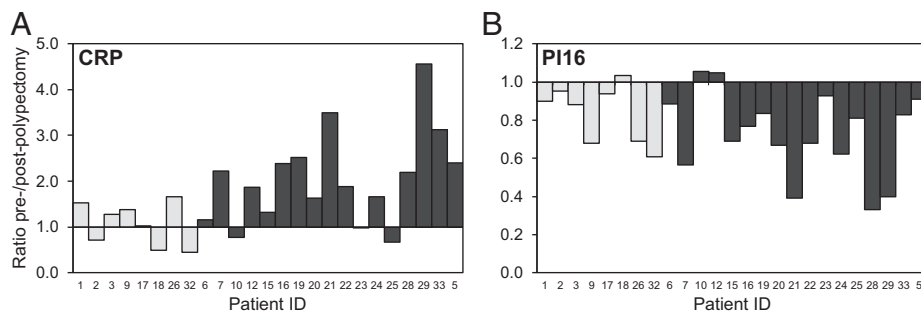 A
CRP
Ratio pre-/post-polypectomy
5.0
4.0
3.0
2.0
1.0
0.0
1 2 3 9 17 18 26 32 6 7 10 12 15 16 19 20 21 22 23 24 25 28 29 33 5
Patient ID
B
PI16
1.2
1.0
0.8
0.6
0.4
0.2
0.0
1 2 3 9 17 18 26 32 6 7 10 12 15 16 19 20 21 22 23 24 25 28 29 33 5
Patient ID